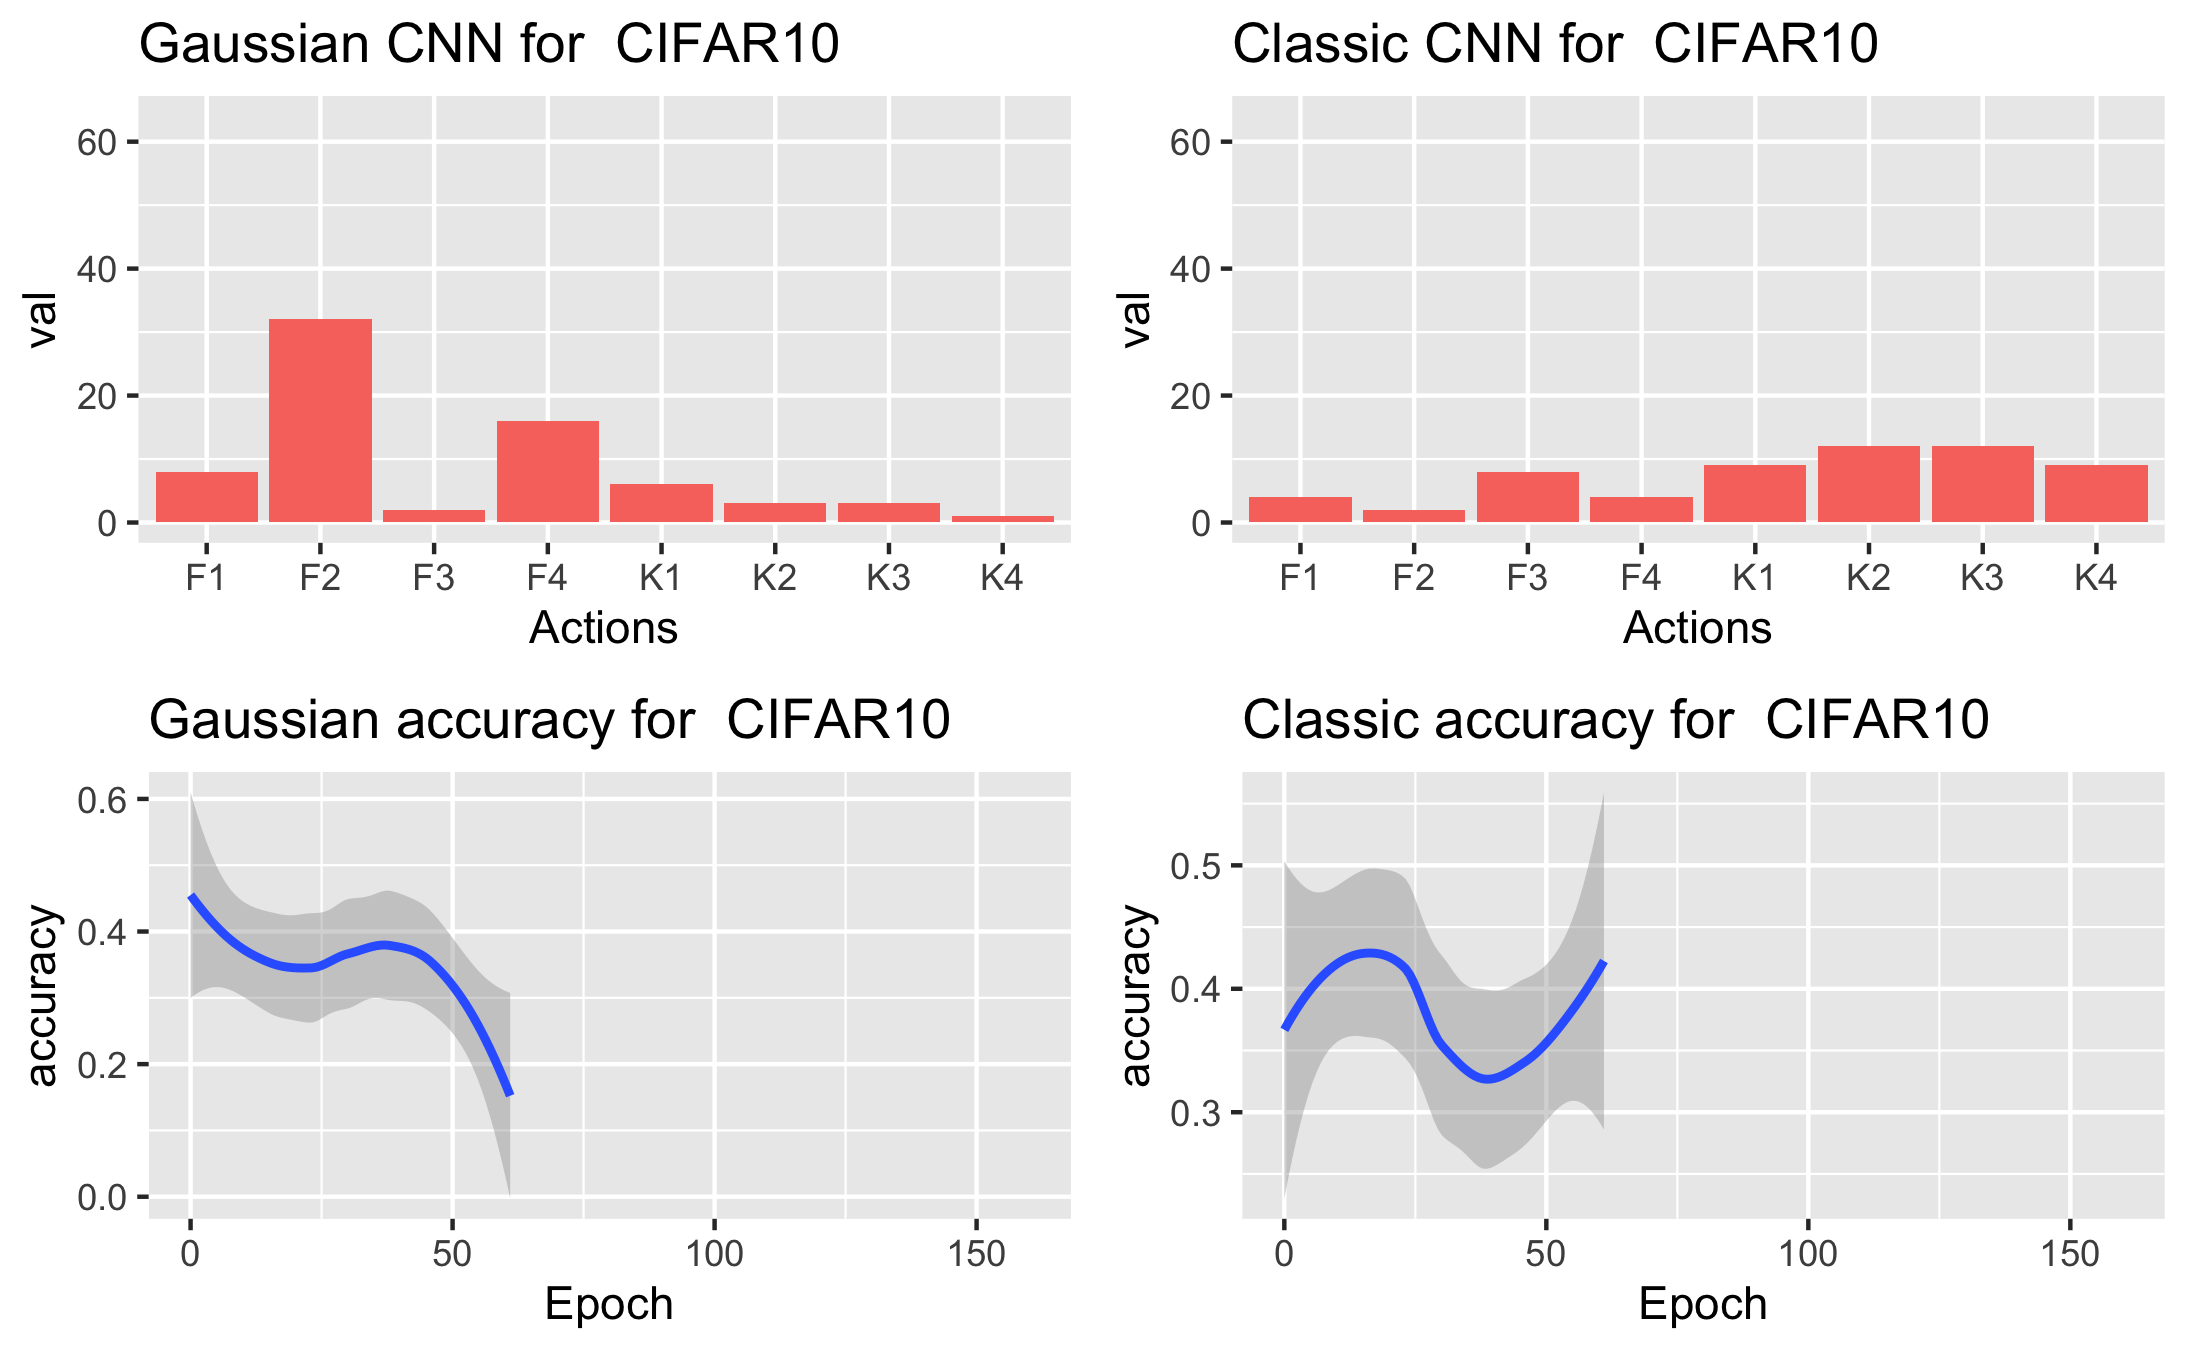 Gaussian CNN for  CIFAR10
60
40
20
0
val
F1 F2 F3 F4 K1 K2 K3 K4
Actions
Classic CNN for  CIFAR10
60
40
20
0
val
F1 F2 F3 F4 K1 K2 K3 K4
Actions
Gaussian accuracy for  CIFAR10
0.6
0.4
0.2
0.0
accuracy
0 50 100 150
Epoch
Classic accuracy for  CIFAR10
0.5
0.4
0.3
accuracy
0 50 100 150
Epoch